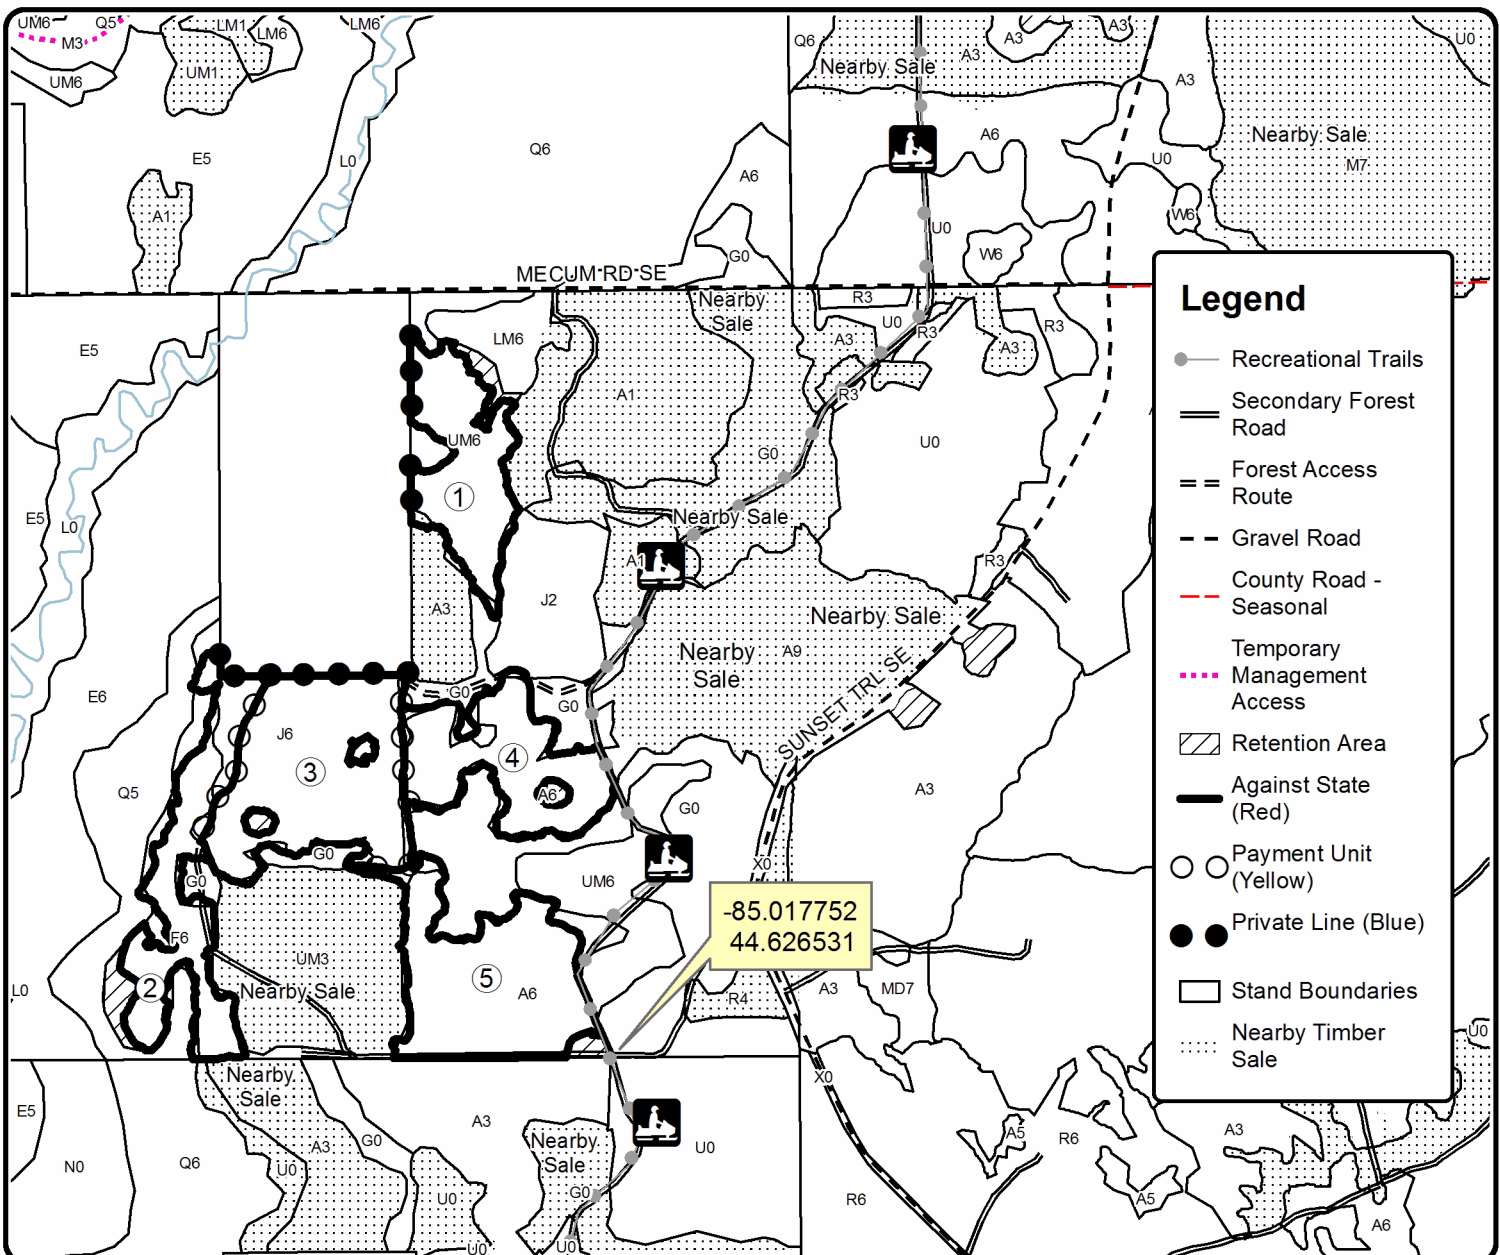 UM6
Q5
LM1
LM6
LM6
M3
UM6
UM1
Q6
Nearby Sale
A3
A3
A3
U0
A3
E5
L0
Q6
A6
A6
Nearby Sale
U0
M7
A1
W6
U0
W6
G0
MECUM RD SE
Nearby
Sale
R3
U0
R3
A3
R3
A3
E5
LM6
A1
R3
UM6
G0
U0
1
E5
L0
Nearby Sale
A1
R3
A3
J2
Nearby Sale
Nearby
Sale
A9
SUNSET TRL SE
E6
G0
G0
J6
3
4
Q5
A6
G0
A3
G0
X0
UM6
G0
-85.017752
44.626531
F6
UM3
Nearby Sale
2
5
A6
L0
R4
A3
MD7
U0
X0
Nearby
Sale
E5
N0
Q6
U0
A3
G0
A3
U0
Nearby
Sale
G0
U0
U0
U0
R6
A5
R6
A3
A5
A6
Legend
Recreational Trails
Secondary Forest
Road
Forest Access
Route
Gravel Road
County Road -
Seasonal
Temporary
Management
Access
Retention Area
Against State
(Red)
Payment Unit
(Yellow)
Private Line (Blue)
Stand Boundaries
Nearby Timber
Sale